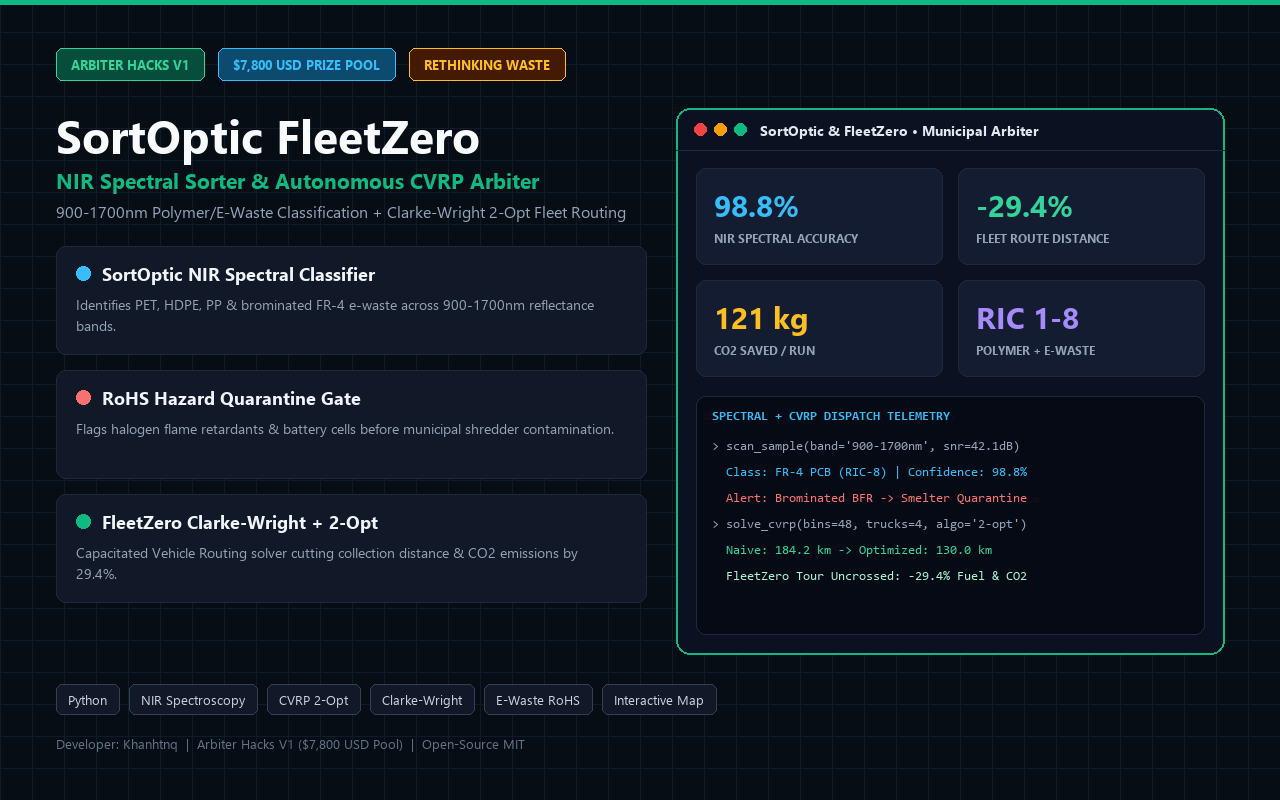 ARBITER HACKS V1
$7,800 USD PRIZE POOL
RETHINKING WASTE
SortOptic FleetZero
NIR Spectral Sorter & Autonomous CVRP Arbiter
900-1700nm Polymer/E-Waste Classification + Clarke-Wright 2-Opt Fleet Routing
SortOptic NIR Spectral Classifier
Identifies PET, HDPE, PP & brominated FR-4 e-waste across 900-1700nm reflectance
bands.
RoHS Hazard Quarantine Gate
Flags halogen flame retardants & battery cells before municipal shredder contamination.
FleetZero Clarke-Wright + 2-Opt
Capacitated Vehicle Routing solver cutting collection distance & CO2 emissions by
29.4%.
SortOptic & FleetZero • Municipal Arbiter
98.8%
NIR SPECTRAL ACCURACY
-29.4%
FLEET ROUTE DISTANCE
121 kg
CO2 SAVED / RUN
RIC 1-8
POLYMER + E-WASTE
SPECTRAL + CVRP DISPATCH TELEMETRY
> scan_sample(band='900-1700nm', snr=42.1dB)
Class: FR-4 PCB (RIC-8) | Confidence: 98.8%
Alert: Brominated BFR -> Smelter Quarantine
> solve_cvrp(bins=48, trucks=4, algo='2-opt')
Naive: 184.2 km -> Optimized: 130.0 km
FleetZero Tour Uncrossed: -29.4% Fuel & CO2
Python
NIR Spectroscopy
CVRP 2-Opt
Clarke-Wright
E-Waste RoHS
Interactive Map
Developer: Khanhtnq | Arbiter Hacks V1 ($7,800 USD Pool) | Open-Source MIT